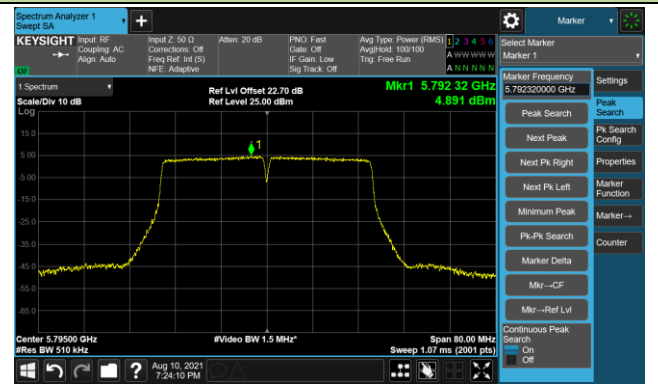 Spectrum Analyzer 1
Swept SA
+
Marker
KEYSIGHT
Input: RF
Coupling: AC
Align: Auto
Input Z: 50 Ω
Corrections: Off
Freq Ref: Int (S)
NFE: Adaptive
Atten: 20 dB
PNO: Fast
Gate: Off
IF Gain: Low
Sig Track: Off
Avg Type: Power (RMS)
Avg|Hold: 100/100
Trig: Free Run
1 2 3 4 5 6
A W W W W W
A N N N N N
Select Marker
Marker 1
LXI
1 Spectrum
Scale/Div 10 dB
Log
Ref Lvl Offset 22.70 dB
Ref Level 25.00 dBm
Mkr1 5.792 32 GHz
4.891 dBm
15.0
5.00
-5.00
-15.0
-25.0
-35.0
-45.0
-55.0
-65.0
1
Center 5.79500 GHz
#Res BW 510 kHz
#Video BW 1.5 MHz*
Span 80.00 MHz
Sweep 1.07 ms (2001 pts)
Marker Frequency
5.792320000 GHz
Peak Search
Next Peak
Next Pk Right
Next Pk Left
Minimum Peak
Pk-Pk Search
Marker Delta
Mkr→CF
Mkr→Ref Lvl
Continuous Peak
Search
On
Off
Settings
Peak
Search
Pk Search
Config
Properties
Marker
Function
Marker→
Counter
?
Aug 10, 2021
7:24:10 PM